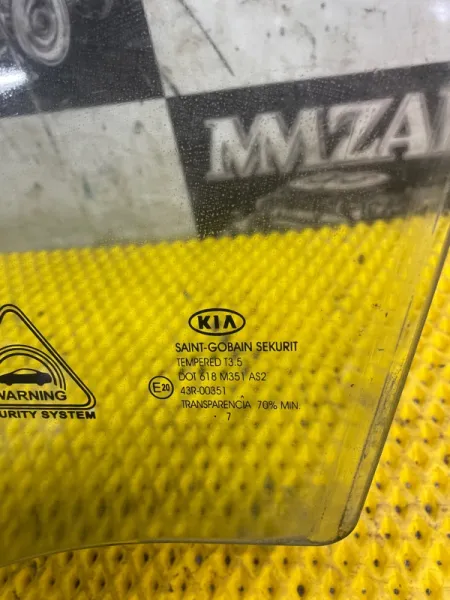 MMZA
KIA
SAINT-GOBAIN SEKURIT
TEMPERED T3.5
DOT 618 M351 AS2
E20
43R-00351
TRANSPARENCIA 70% MIN.
. 7
WARNING
URITY SYSTEM